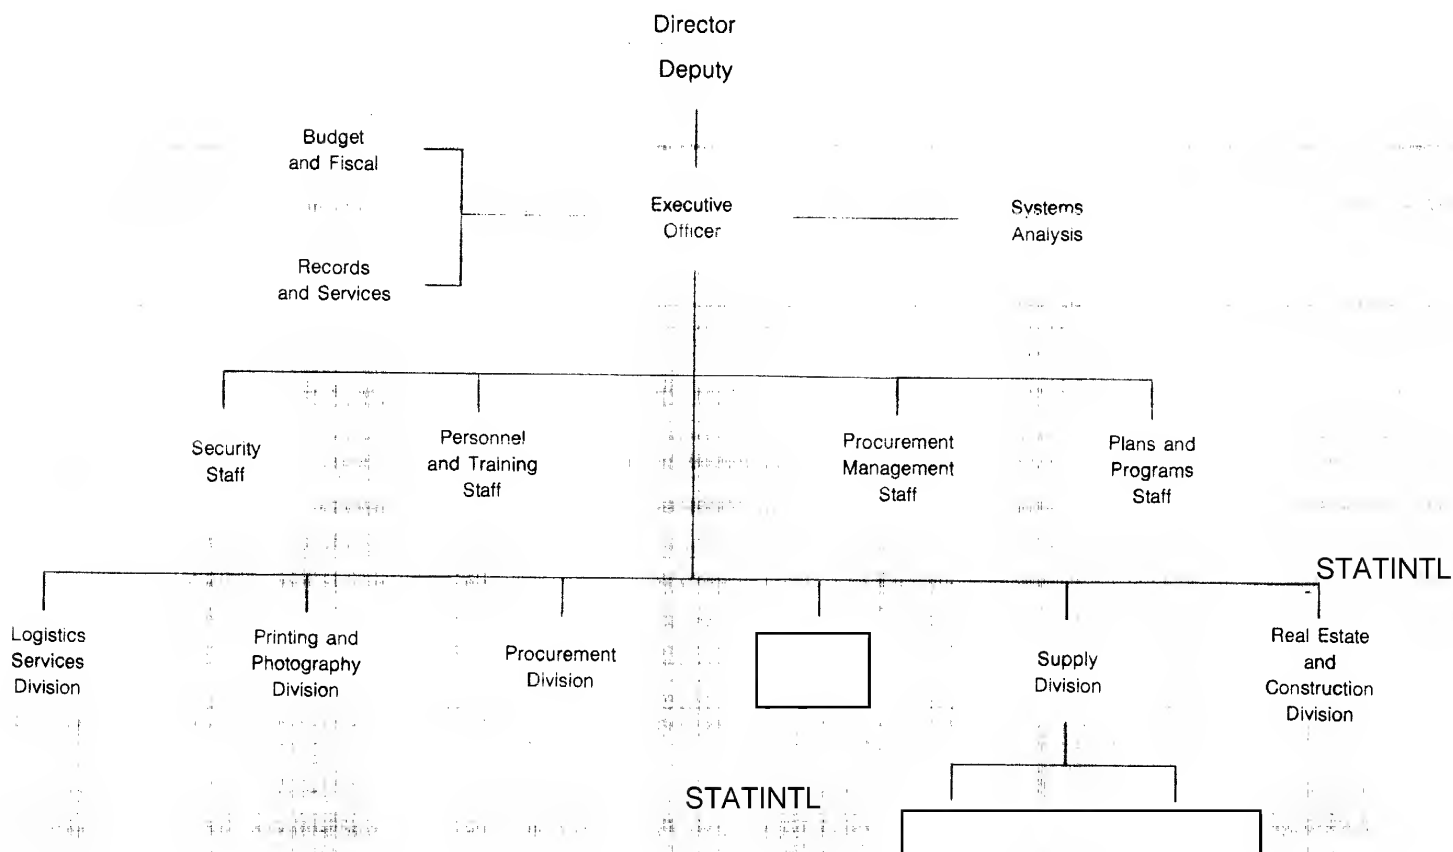 Director
Deputy
Budget
and Fiscal
Executive
Officer
Systems
Analysis
Records
and Services
Security
Staff
Personnel
and Training
Staff
Procurement
Management
Staff
Plans and
Programs
Staff
STATINTL
Logistics
Services
Division
Printing and
Photography
Division
Procurement
Division
Supply
Division
Real Estate
and
Construction
Division
STATINTL